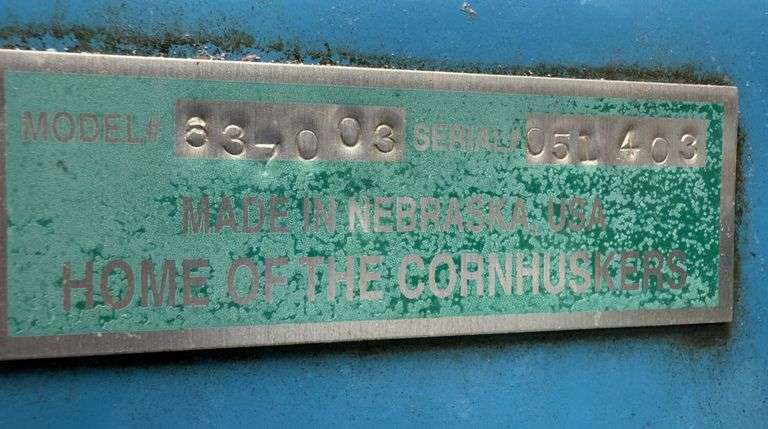 MODEL# 63-003 SERIAL# 051403
MADE IN NEBRASKA, USA
HOME OF THE CORNHUSKERS